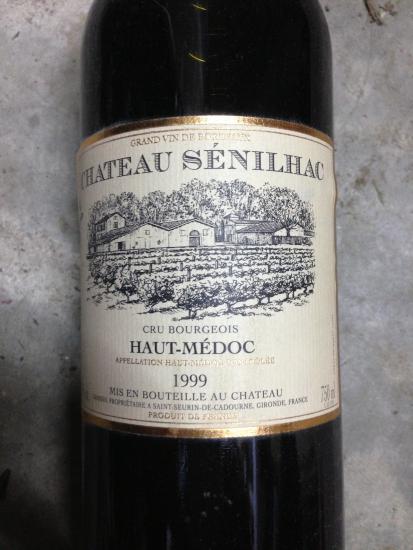 GRAND VIN DE BORDEAUX
CHATEAU SÉNILHAC
CRU BOURGEOIS
HAUT-MÉDOC
APPELLATION HAUT-MÉDOC CONTRÔLÉE
1999
MIS EN BOUTEILLE AU CHATEAU
750 m
PROPRIÉTAIRE A SAINT-SEURIN-DE-CADOURNE, GIRONDE, FRANCE
PRODUIT DE FRANCE